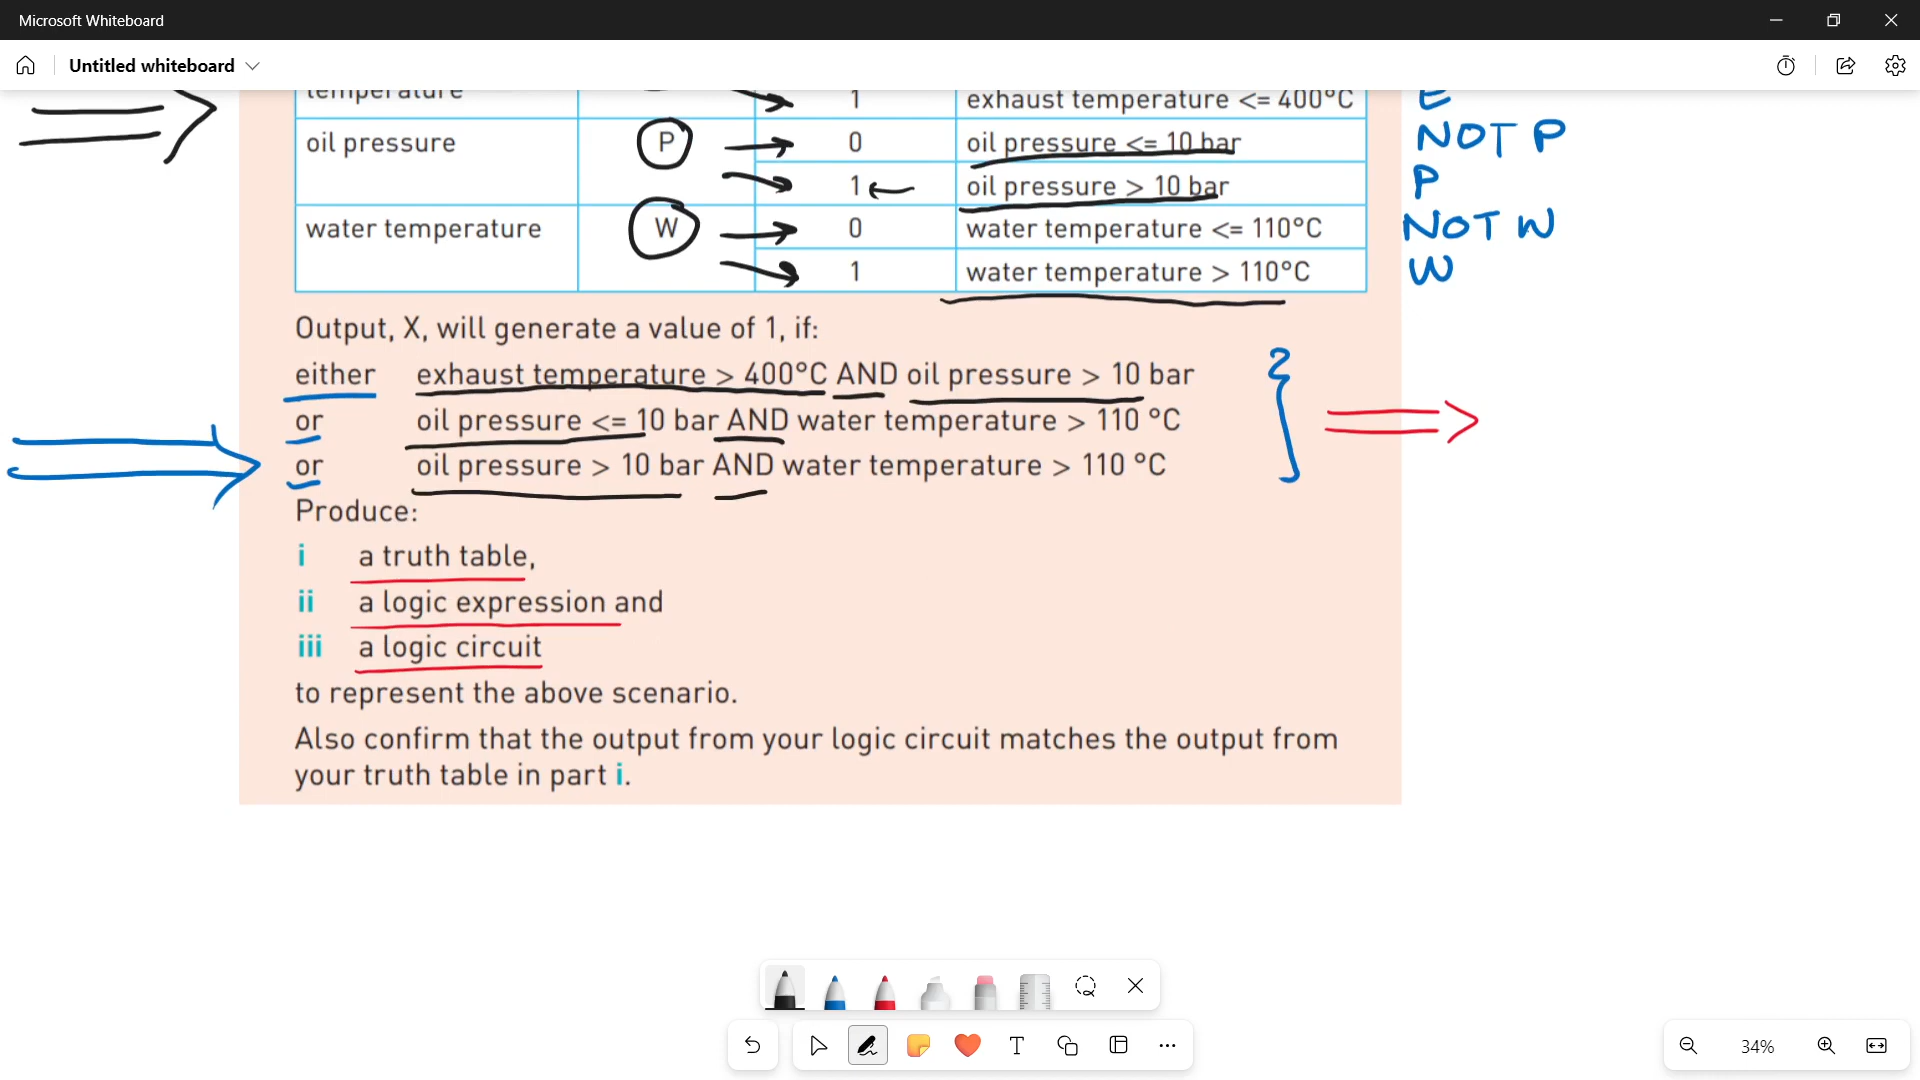 Microsoft Whiteboard
Untitled whiteboard
temperature 1 exhaust temperature <= 400°C E
oil pressure P 0 oil pressure <= 10 bar NOT P
1 oil pressure > 10 bar P
water temperature W 0 water temperature <= 110°C NOT W
1 water temperature > 110°C W
Output, X, will generate a value of 1, if:
either exhaust temperature > 400°C AND oil pressure > 10 bar
or oil pressure <= 10 bar AND water temperature > 110 °C
or oil pressure > 10 bar AND water temperature > 110 °C
Produce:
i a truth table,
ii a logic expression and
iii a logic circuit
to represent the above scenario.
Also confirm that the output from your logic circuit matches the output from
your truth table in part i.
34%